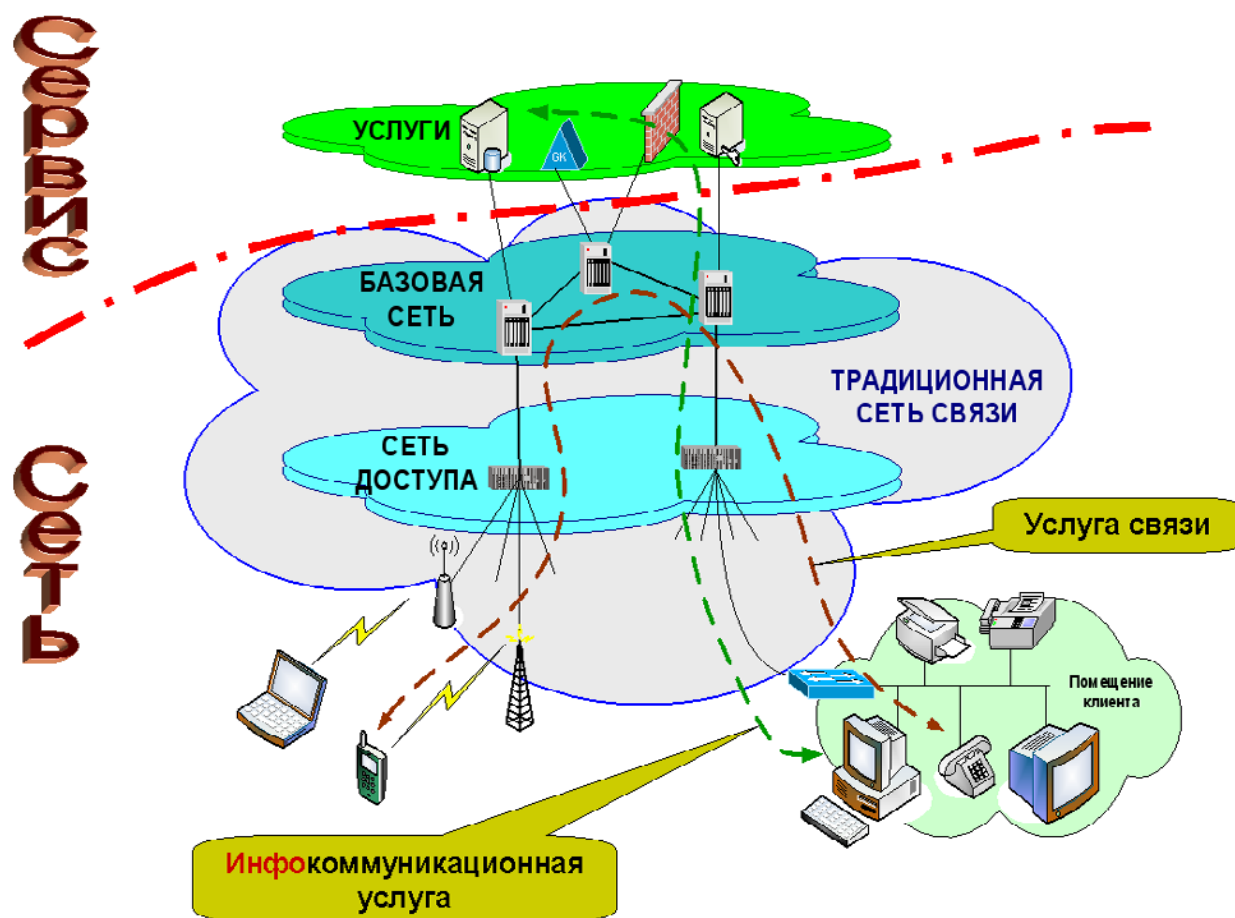 Сервис
УСЛУГИ
GK
БАЗОВАЯ
СЕТЬ
ТРАДИЦИОННАЯ
СЕТЬ СВЯЗИ
Сеть
СЕТЬ
ДОСТУПА
Услуга связи
Помещение
клиента
Инфокоммуникационная
услуга